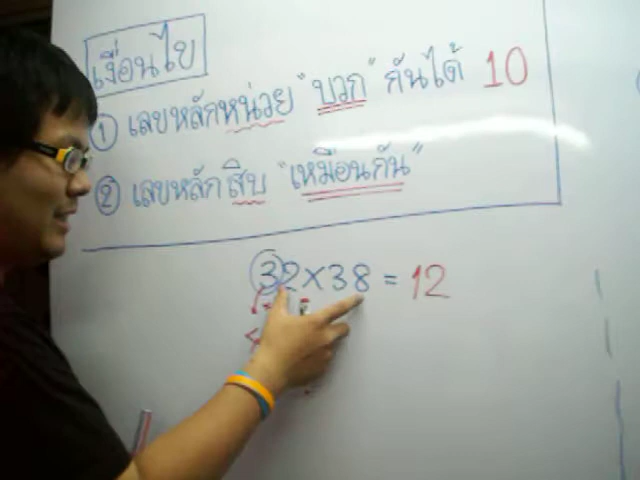 เงื่อนไข
① เลขหลักหน่วย "บวก" กันได้ 10
② เลขหลักสิบ "เหมือนกัน"
32×38 = 12